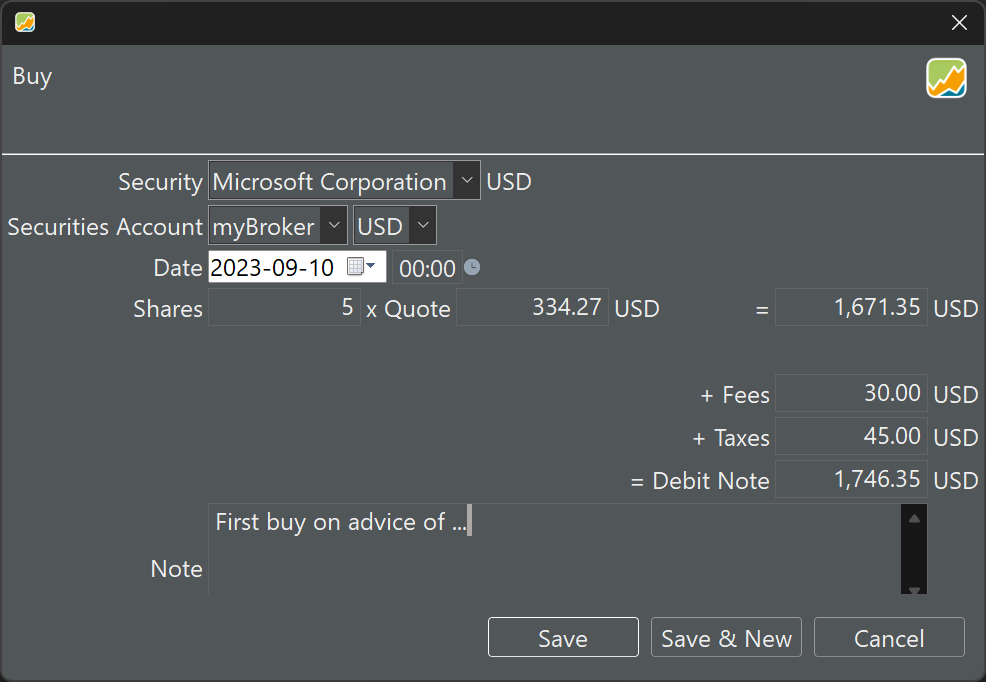 Buy
Security Microsoft Corporation USD
Securities Account myBroker USD
Date 2023-09-10 00:00
Shares 5 x Quote 334.27 USD = 1,671.35 USD
+ Fees 30.00 USD
+ Taxes 45.00 USD
= Debit Note 1,746.35 USD
First buy on advice of ...
Note
Save Save & New Cancel